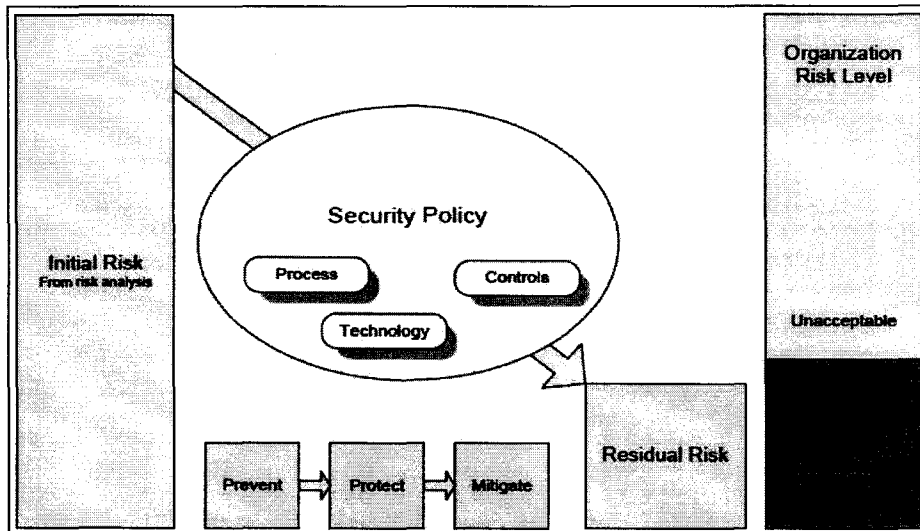 Initial Risk
From risk analysis
Security Policy
Process
Controls
Technology
Prevent
Protect
Mitigate
Residual Risk
Organization
Risk Level
Unacceptable